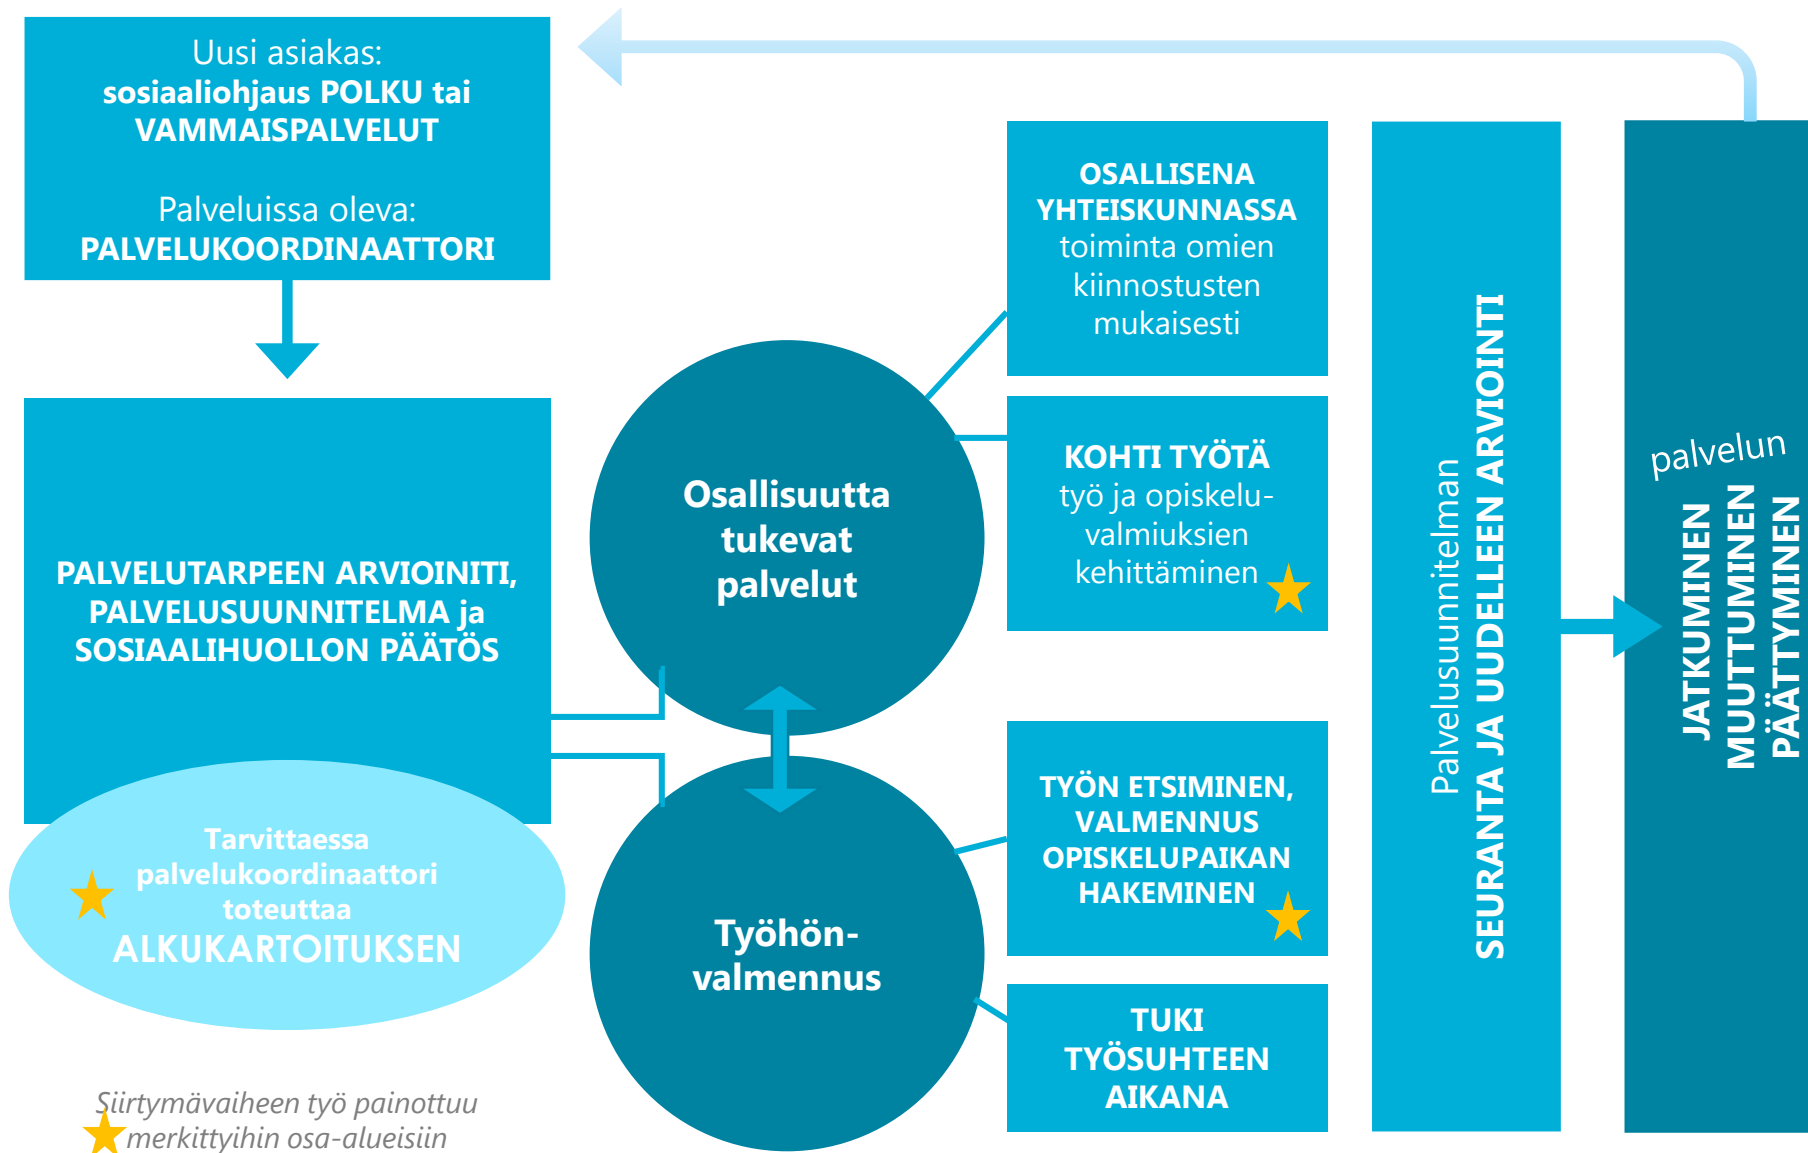 Uusi asiakas:
sosiaaliohjaus POLKU tai
VAMMAISPALVELUT
Palveluissa oleva:
PALVELUKOORDINAATTORI
PALVELUTARPEEN ARVIOINITI,
PALVELUSUUNNITELMA ja
SOSIAALIHUOLLON PÄÄTÖS
Tarvittaessa
palvelukoordinaattori
toteuttaa
ALKUKARTOITUKSEN
Siirtymävaiheen työ painottuu
merkittyihin osa-alueisiin
Osallisuutta
tukevat
palvelut
Työhön-
valmennus
OSALLISENA
YHTEISKUNNASSA
toiminta omien
kiinnostusten
mukaisesti
KOHTI TYÖTÄ
työ ja opiskelu-
valmiuksien
kehittäminen
TYÖN ETSIMINEN,
VALMENNUS
OPISKELUPAIKAN
HAKEMINEN
TUKI
TYÖSUHTEEN
AIKANA
Palvelusuunnitelman
SEURANTA JA UUDELLEEN ARVIOINTI
palvelun
JATKUMINEN
MUUTTUMINEN
PÄÄTTYMINEN